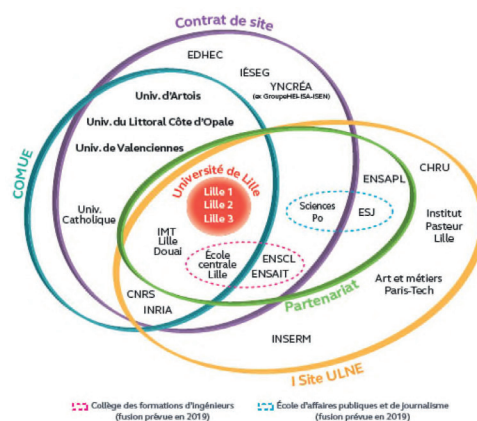 Contrat de site
EDHEC
IÉSEG
YNCRÉA
(ex GroupeHEI-ISA-ISEN)
Univ. d'Artois
Univ. du Littoral Côte d'Opale
Univ. de Valenciennes
COMUE
Université de Lille
Lille 1
Lille 2
Lille 3
ENSAPL
CHRU
Sciences
Po
ESJ
Institut
Pasteur
Lille
Univ.
Catholique
IMT
Lille
Douai
École
centrale
Lille
ENSCL
ENSAIT
Art et métiers
Paris-Tech
Partenariat
CNRS
INRIA
INSERM
I Site ULNE
Collège des formations d'ingénieurs
(fusion prévue en 2019)
École d'affaires publiques et de journalisme
(fusion prévue en 2019)